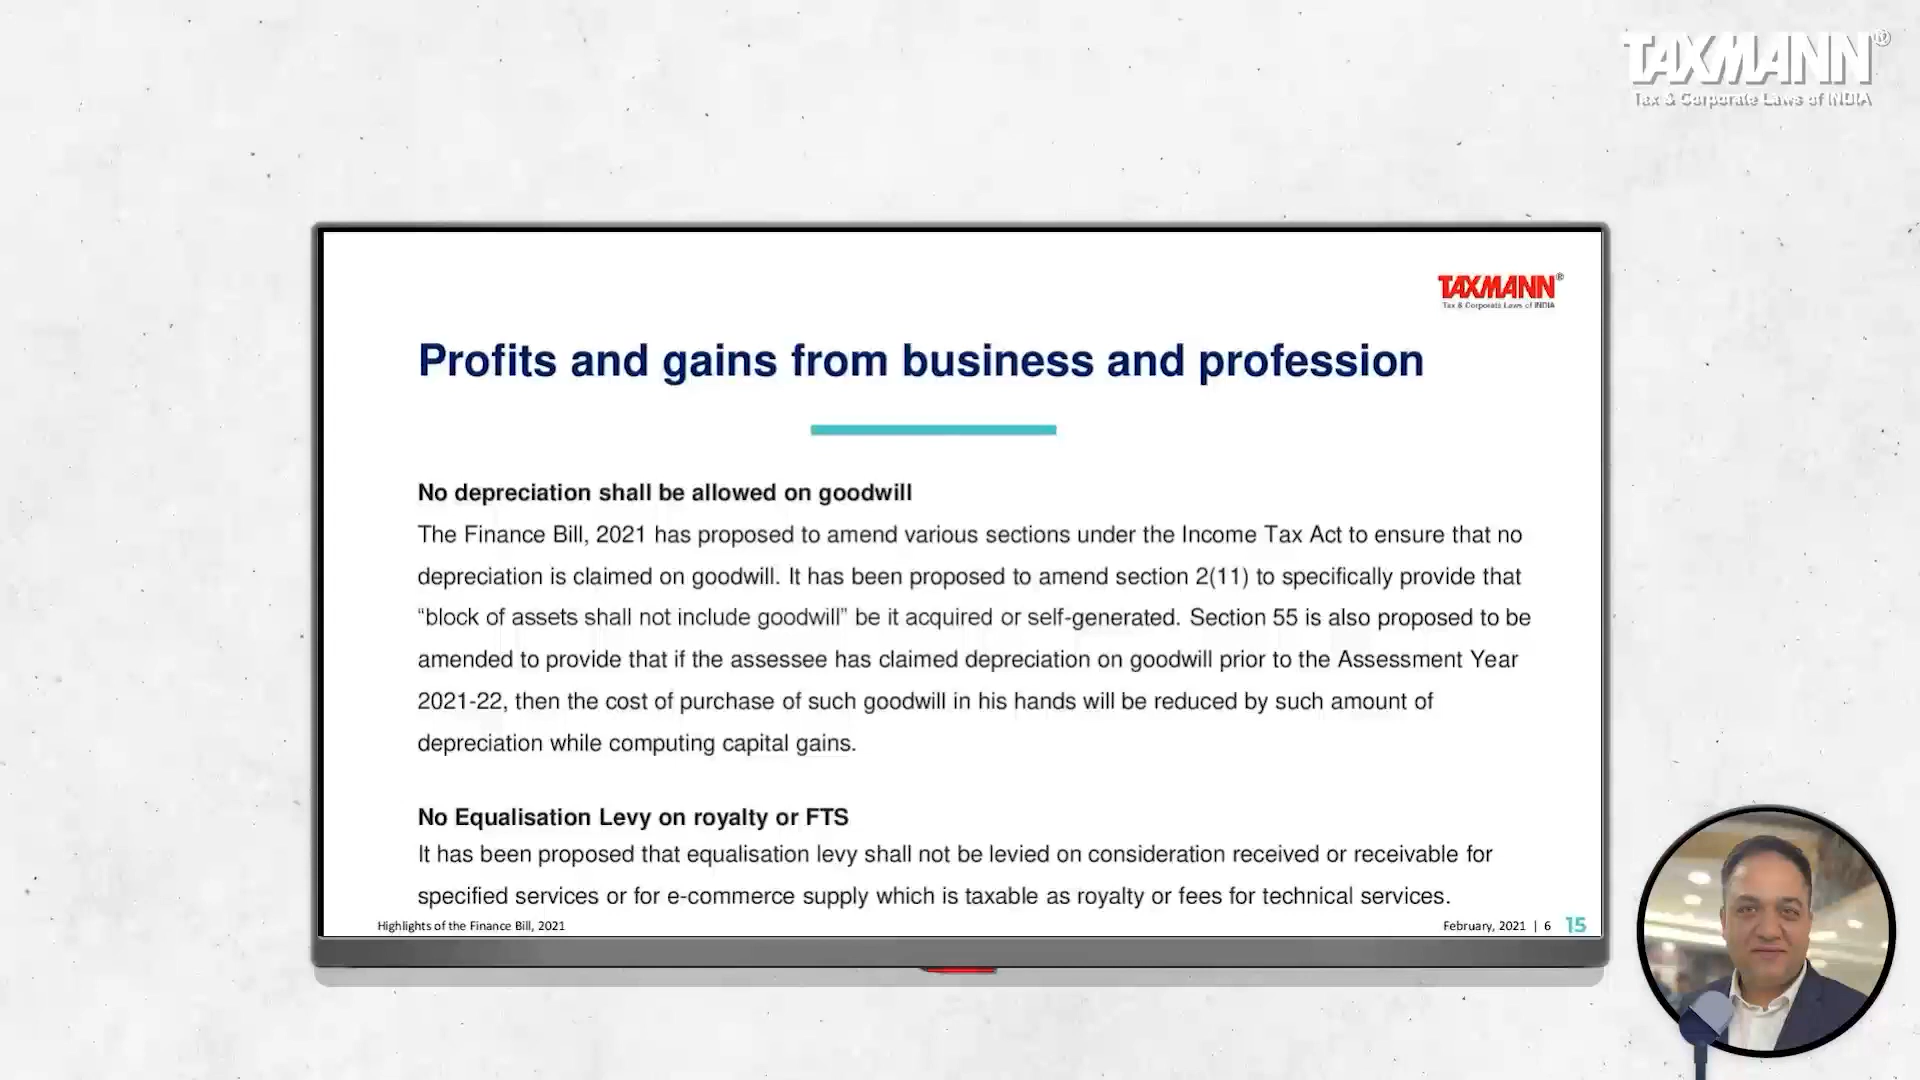 TAXMANN®
Tax & Corporate Laws of INDIA
TAXMANN®
Tax & Corporate Laws of INDIA
Profits and gains from business and profession
No depreciation shall be allowed on goodwill
The Finance Bill, 2021 has proposed to amend various sections under the Income Tax Act to ensure that no
depreciation is claimed on goodwill. It has been proposed to amend section 2(11) to specifically provide that
“block of assets shall not include goodwill” be it acquired or self-generated. Section 55 is also proposed to be
amended to provide that if the assessee has claimed depreciation on goodwill prior to the Assessment Year
2021-22, then the cost of purchase of such goodwill in his hands will be reduced by such amount of
depreciation while computing capital gains.
No Equalisation Levy on royalty or FTS
It has been proposed that equalisation levy shall not be levied on consideration received or receivable for
specified services or for e-commerce supply which is taxable as royalty or fees for technical services.
Highlights of the Finance Bill, 2021
February, 2021 | 6 15